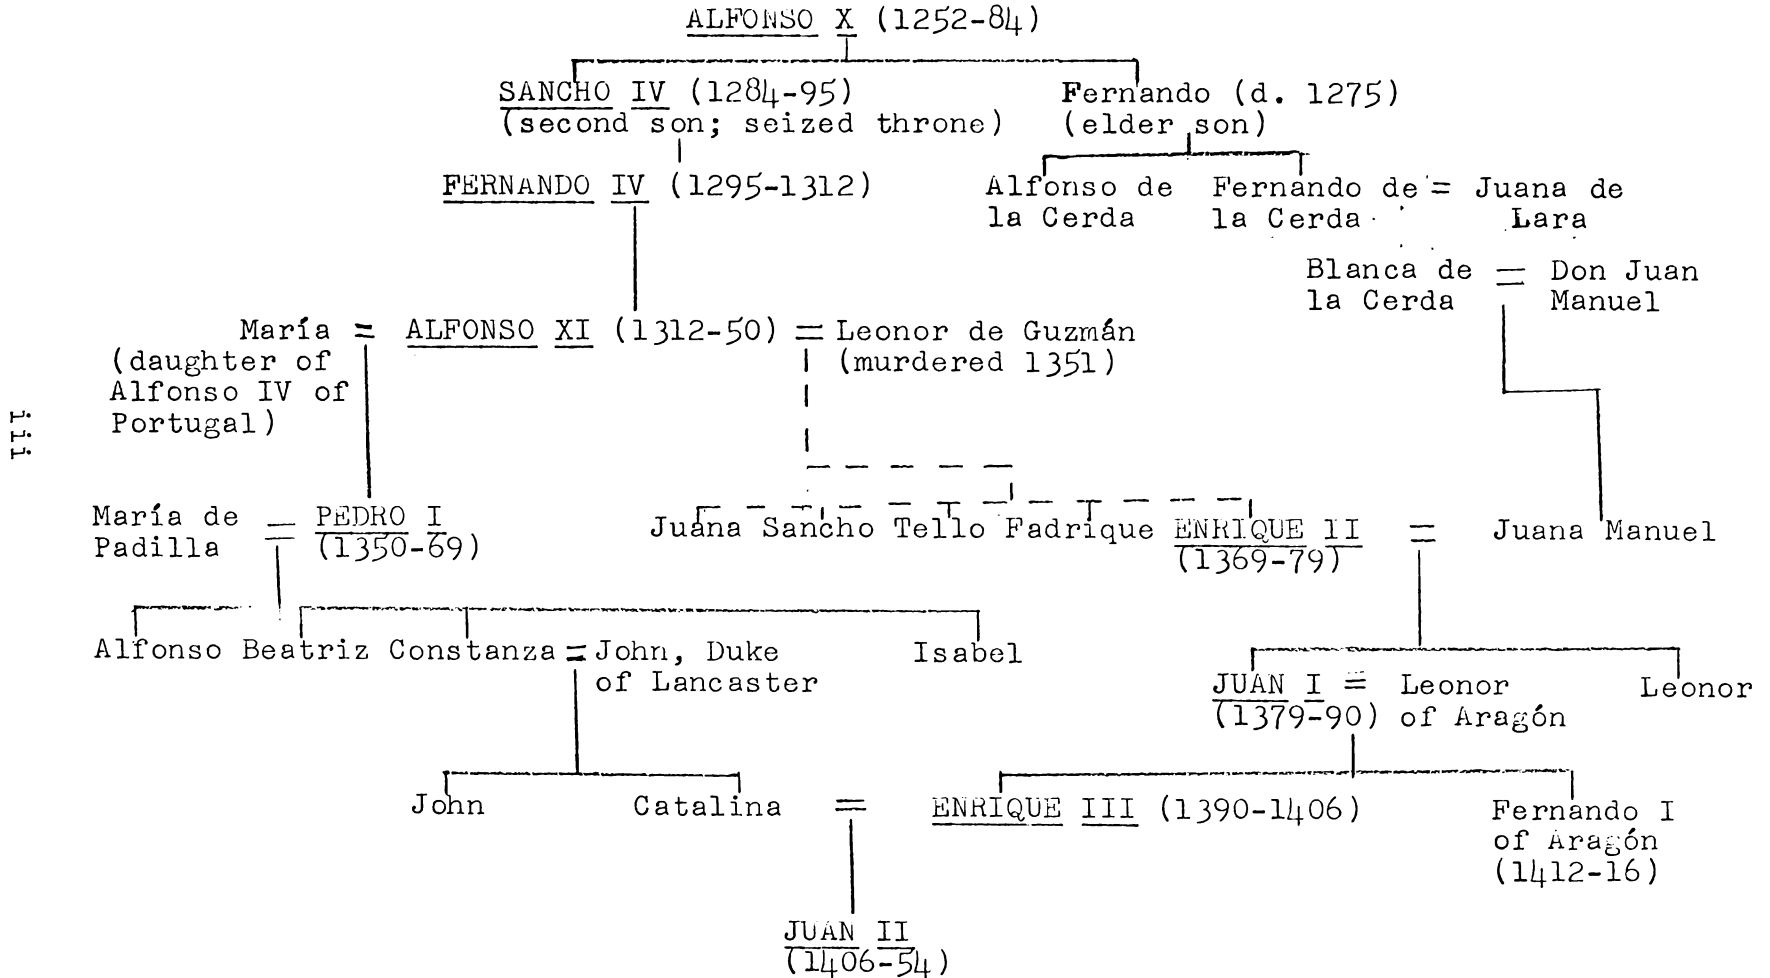 ALFONSO X (1252-84)
SANCHO IV (1284-95)
(second son; seized throne)
Fernando (d. 1275)
(elder son)
FERNANDO IV (1295-1312)
Alfonso de
la Cerda
Fernando de = Juana de
la Cerda
Lara
Blanca de = Don Juan
la Cerda
Manuel
María = ALFONSO XI (1312-50) = Leonor de Guzmán
(daughter of
Alfonso IV of
Portugal)
(murdered 1351)
iii
María de = PEDRO I
Padilla
(1350-69)
Juana Sancho Tello Fadrique ENRIQUE II = Juana Manuel
(1369-79)
Alfonso Beatriz Constanza = John, Duke
of Lancaster
Isabel
JUAN I = Leonor
(1379-90) of Aragón
Leonor
John
Catalina = ENRIQUE III (1390-1406)
Fernando I
of Aragón
(1412-16)
JUAN II
(1406-54)